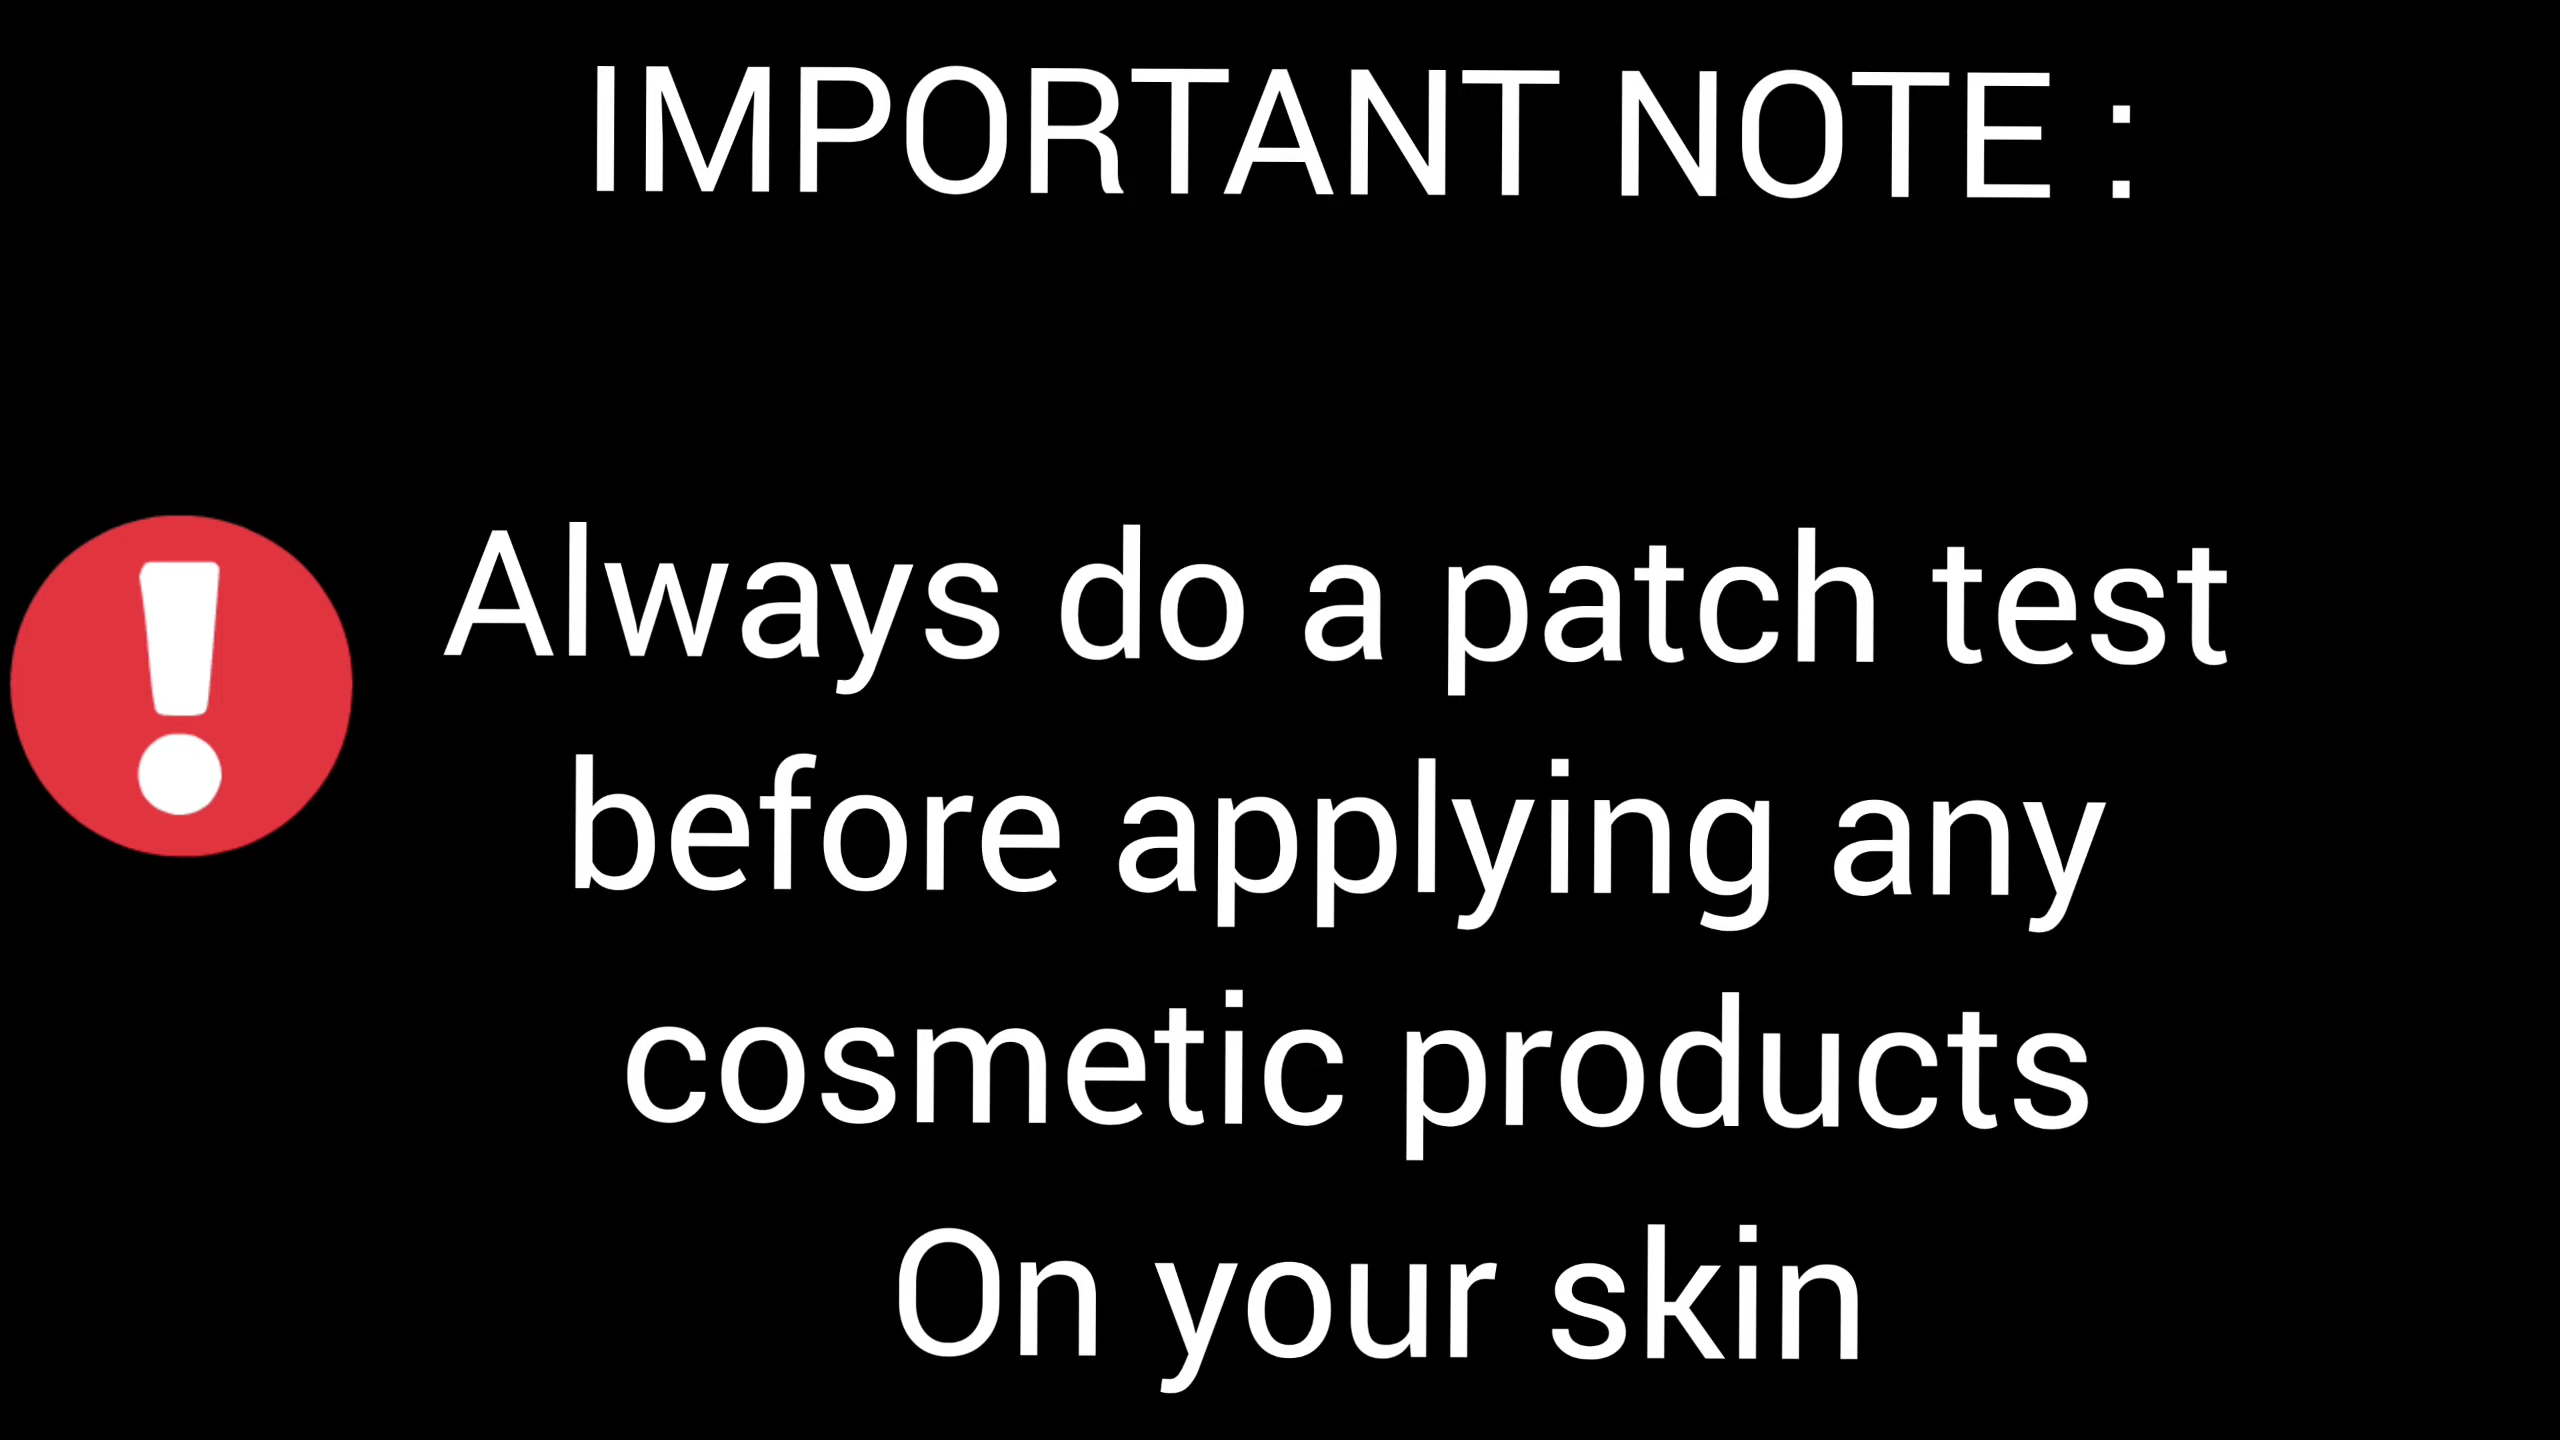 IMPORTANT NOTE :
Always do a patch test
before applying any
cosmetic products
On your skin